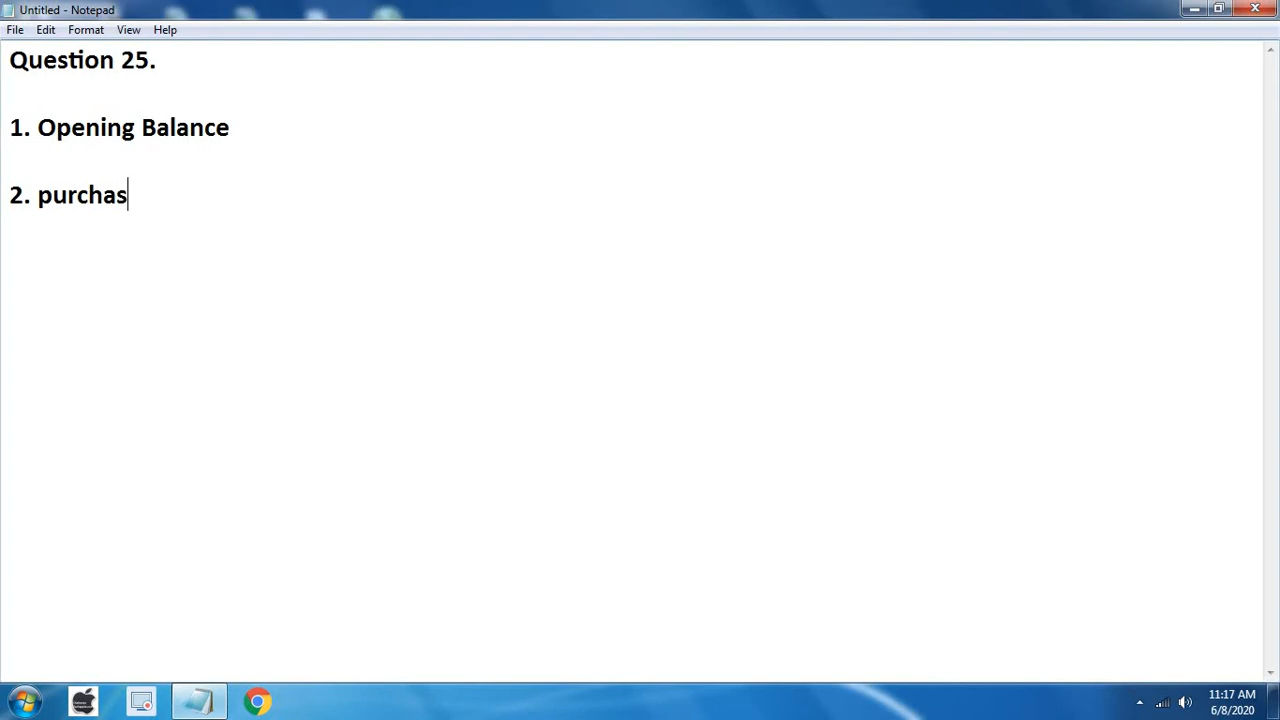 Untitled - Notepad
File Edit Format View Help
Question 25.
1. Opening Balance
2. purchas
11:17 AM
6/8/2020